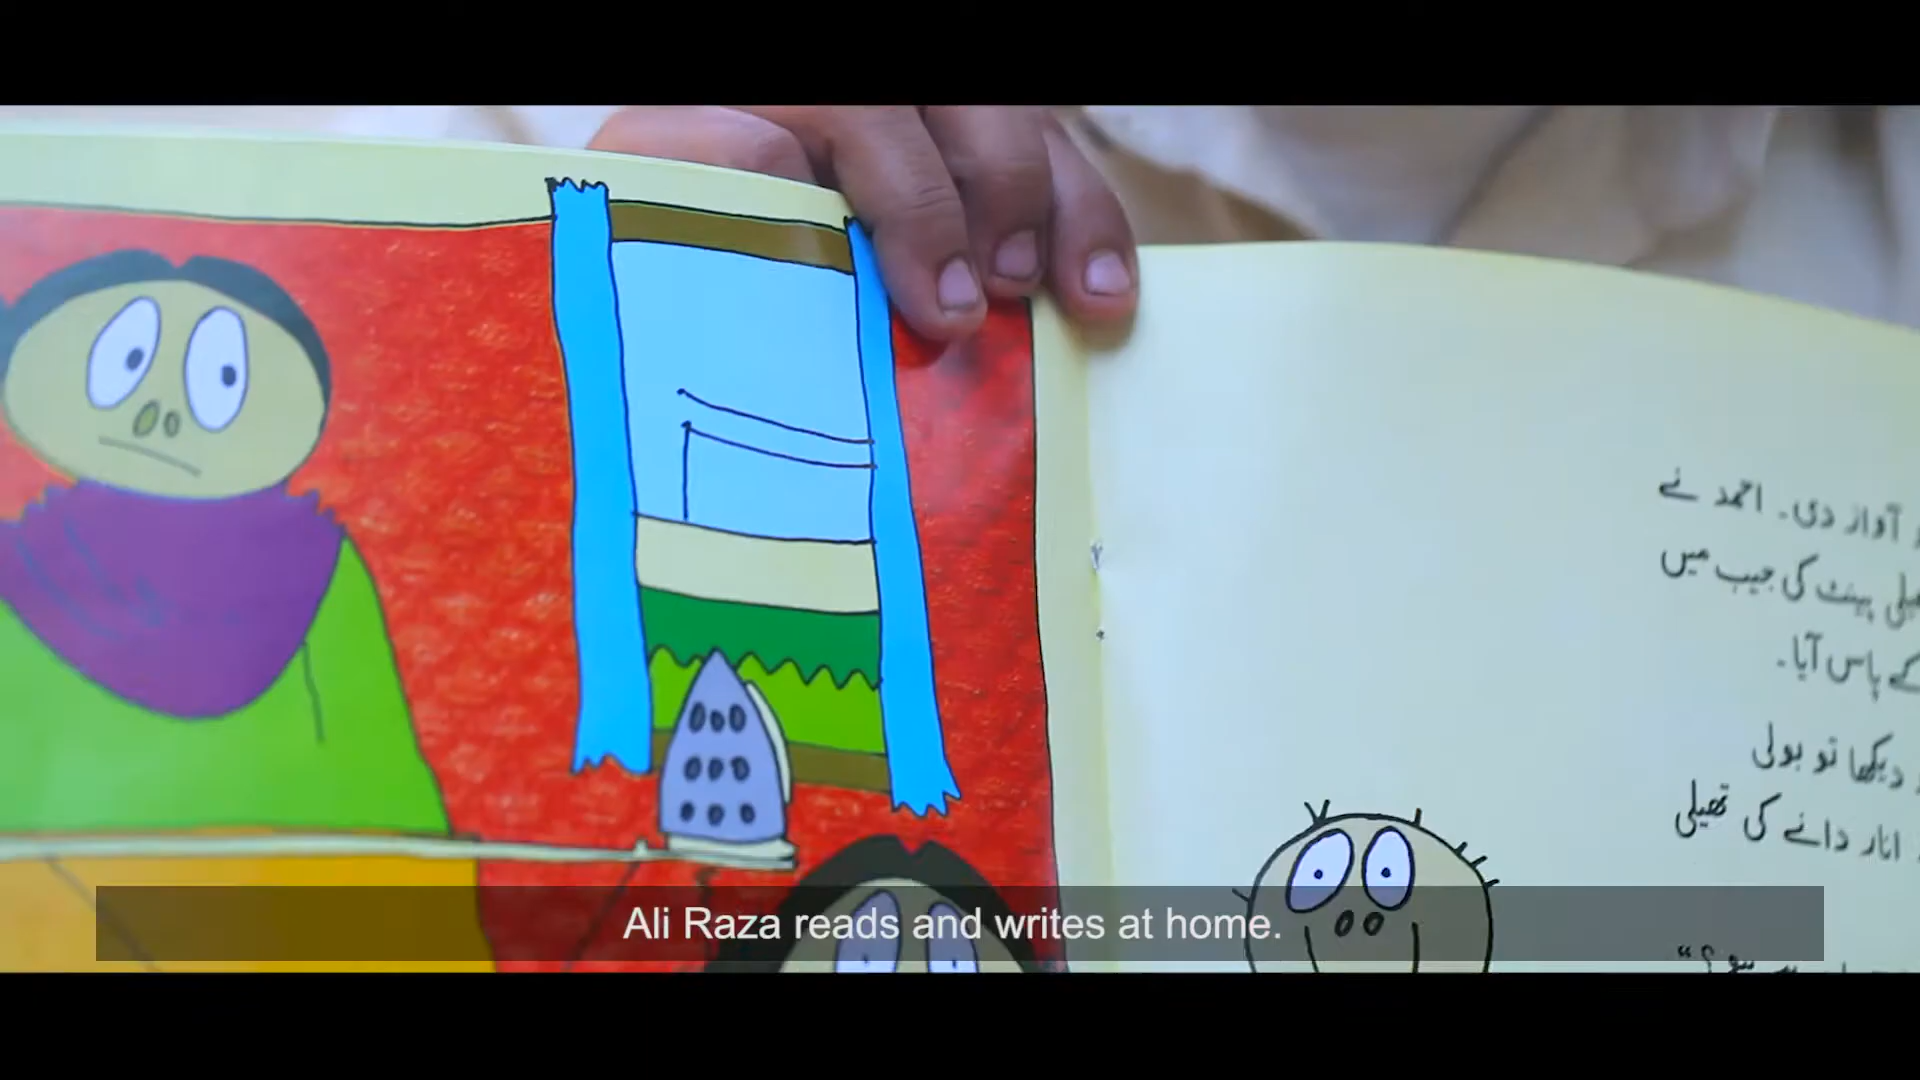 آواز دی۔ احمد نے
پینٹ کی جیب میں
کے پاس آیا۔
دیکھا تو بولی
انار دانے کی تھیلی
Ali Raza reads and writes at home.